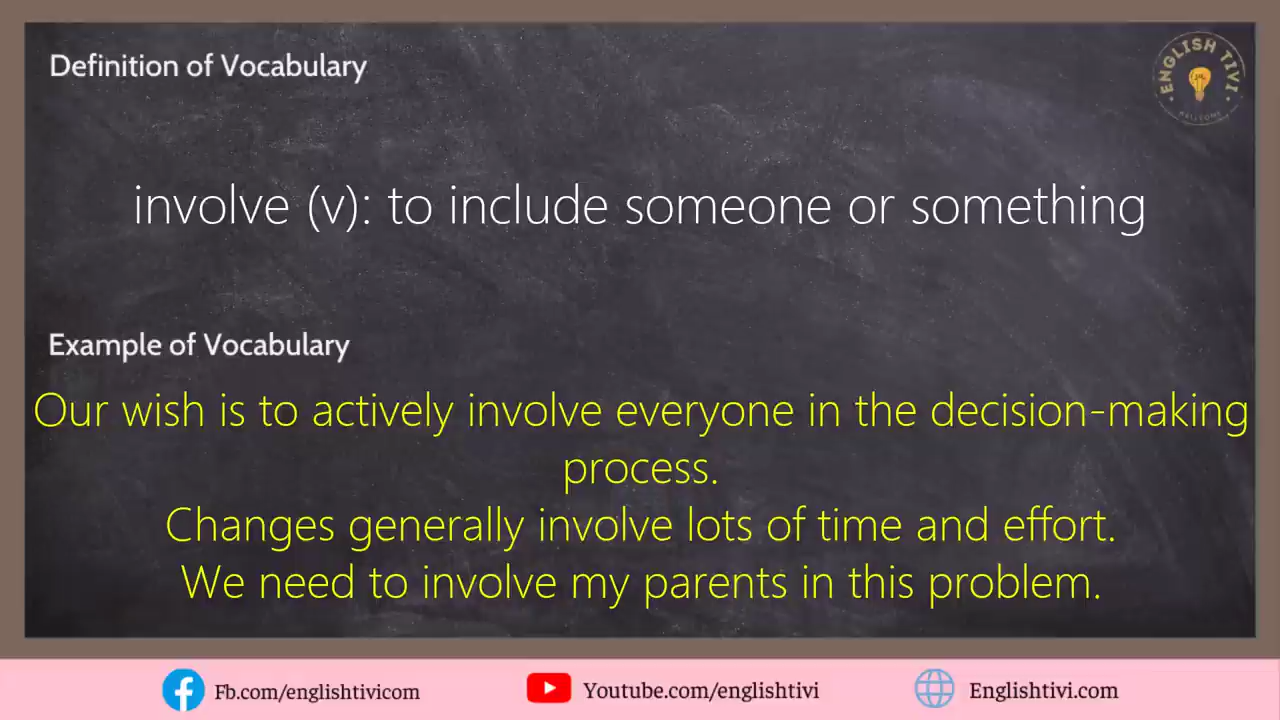 Definition of Vocabulary
ENGLISH TIVI
involve (v): to include someone or something
Example of Vocabulary
Our wish is to actively involve everyone in the decision-making
process.
Changes generally involve lots of time and effort.
We need to involve my parents in this problem.
Fb.com/englishtivicom
Youtube.com/englishtivi
Englishtivi.com